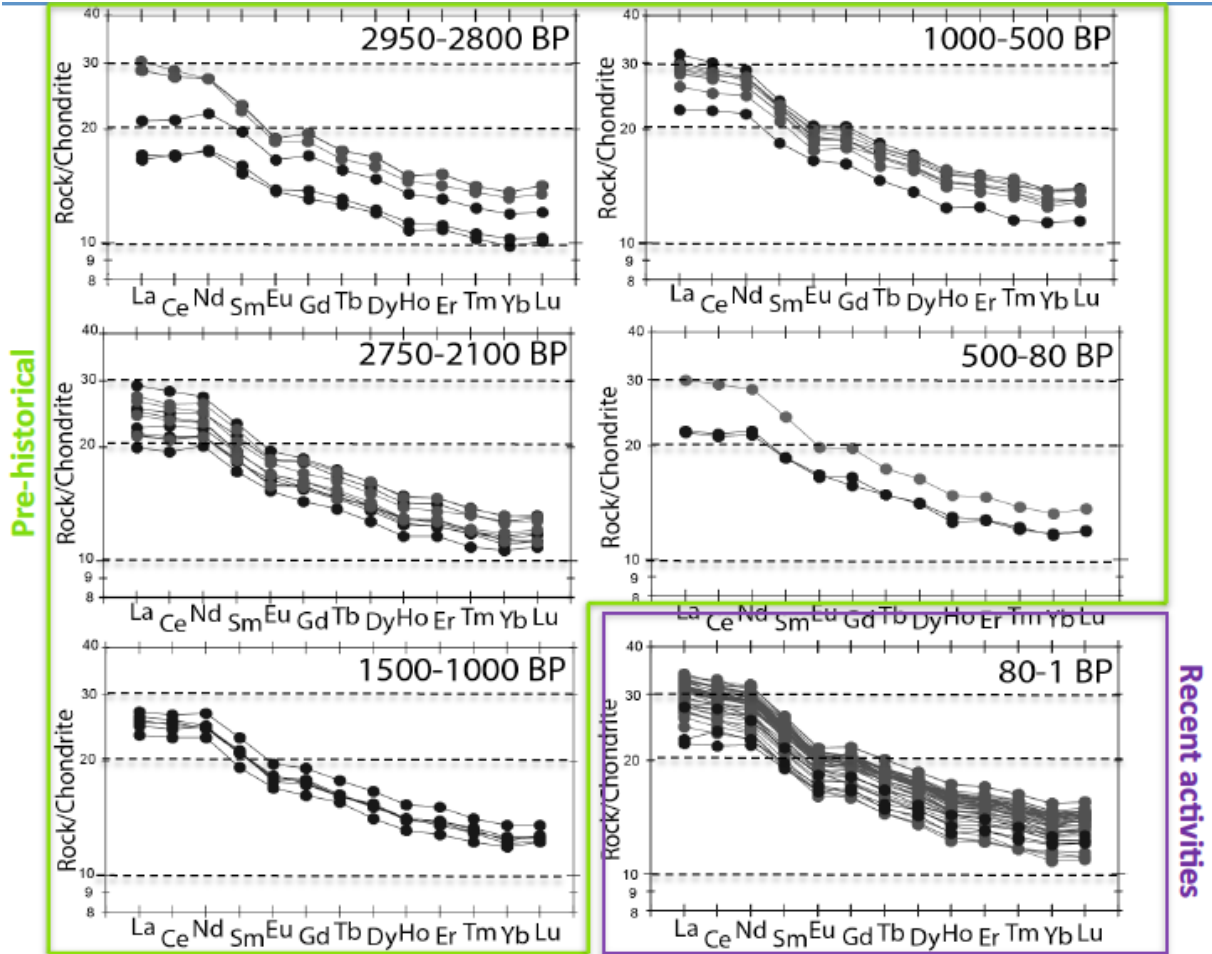 Pre-historical
Recent activities
2950-2800 BP
Rock/Chondrite
40
30
20
10
9
8
La Ce Nd Sm Eu Gd Tb Dy Ho Er Tm Yb Lu
1000-500 BP
Rock/Chondrite
40
30
20
10
9
8
La Ce Nd Sm Eu Gd Tb Dy Ho Er Tm Yb Lu
2750-2100 BP
Rock/Chondrite
40
30
20
10
9
8
La Ce Nd Sm Eu Gd Tb Dy Ho Er Tm Yb Lu
500-80 BP
Rock/Chondrite
40
30
20
10
9
8
La Ce Nd Sm Eu Gd Tb Dy Ho Er Tm Yb Lu
1500-1000 BP
Rock/Chondrite
40
30
20
10
9
8
La Ce Nd Sm Eu Gd Tb Dy Ho Er Tm Yb Lu
80-1 BP
Rock/Chondrite
40
30
20
10
9
8
La Ce Nd Sm Eu Gd Tb Dy Ho Er Tm Yb Lu